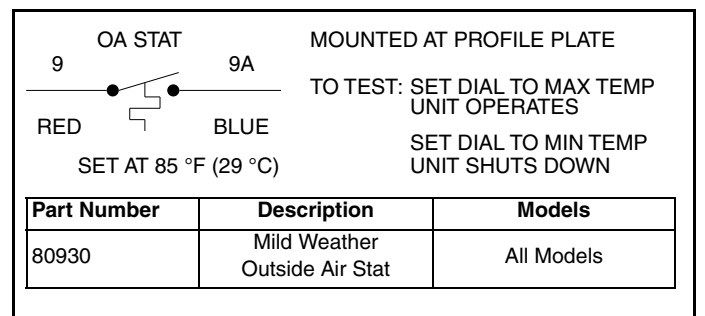 OA STAT
9 9A
RED BLUE
SET AT 85 °F (29 °C)
MOUNTED AT PROFILE PLATE
TO TEST: SET DIAL TO MAX TEMP
UNIT OPERATES
SET DIAL TO MIN TEMP
UNIT SHUTS DOWN
Part Number Description Models
80930 Mild Weather Outside Air Stat All Models